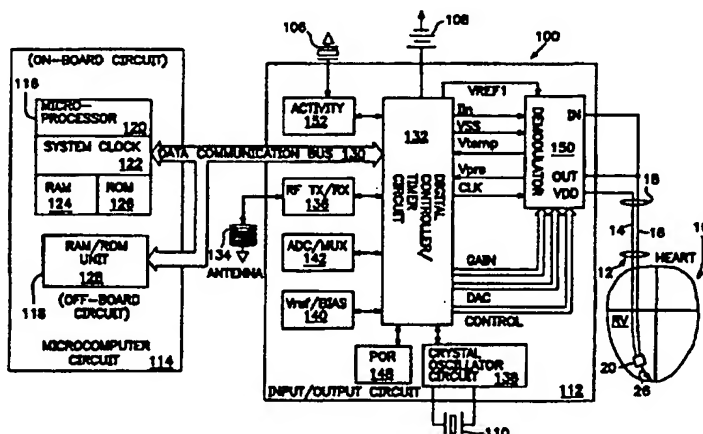 (ON-BOARD CIRCUIT)
116
MICRO-
PROCESSOR
120
SYSTEM CLOCK
122
RAM
124
ROM
126
RAM/ROM
UNIT
128
118
(OFF-BOARD
CIRCUIT)
MICROCOMPUTER
CIRCUIT
114
DATA COMMUNICATION BUS 130
106
108
100
ACTIVITY
152
RF TX/RX
136
134
ANTENNA
ADC/MUX
142
Vref/BIAS
140
POR
148
132
DIGITAL
CONTROLLER/
TIMER
CIRCUIT
CRYSTAL
OSCILLATOR
CIRCUIT
138
INPUT/OUTPUT CIRCUIT
112
110
VREF1
Iin
VSS
Vtemp
Vprs
CLK
GAIN
DAC
CONTROL
DEMODULATOR
150
IN
OUT
VDD
18
14
16
12
10
HEART
RV
20
26